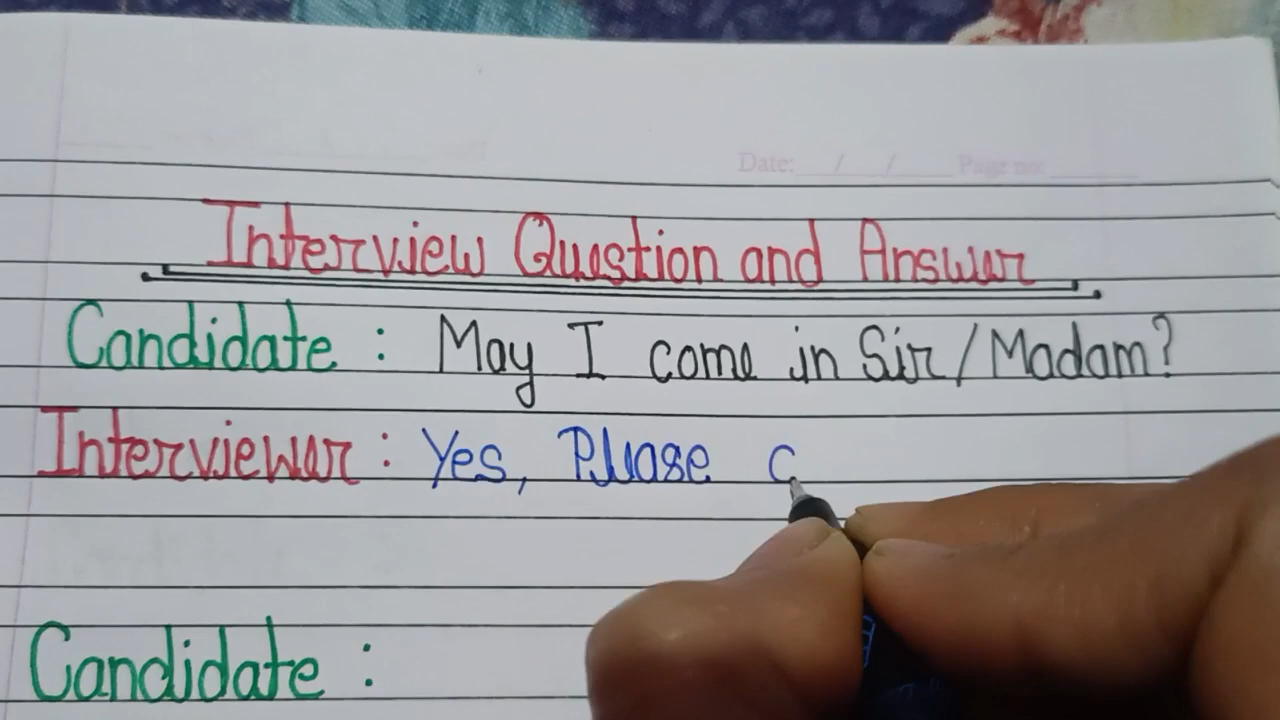 Date: / / Page no:
Interview Question and Answer
Candidate : May I come in Sir/Madam?
Interviewer : Yes, Please c
Candidate :